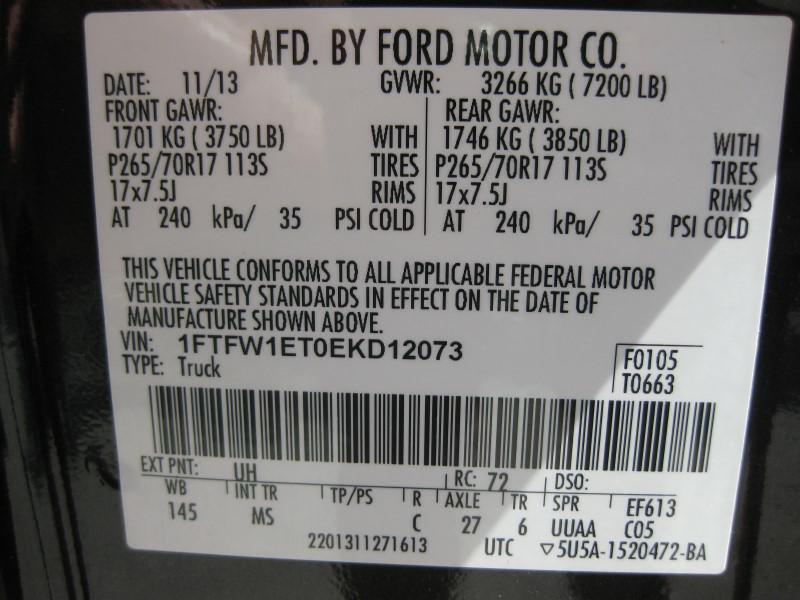 MFD. BY FORD MOTOR CO.
DATE: 11/13 GVWR: 3266 KG ( 7200 LB)
FRONT GAWR: REAR GAWR:
1701 KG ( 3750 LB) WITH 1746 KG ( 3850 LB) WITH
P265/70R17 113S TIRES P265/70R17 113S TIRES
17x7.5J RIMS 17x7.5J RIMS
AT 240 kPa/ 35 PSI COLD AT 240 kPa/ 35 PSI COLD
THIS VEHICLE CONFORMS TO ALL APPLICABLE FEDERAL MOTOR
VEHICLE SAFETY STANDARDS IN EFFECT ON THE DATE OF
MANUFACTURE SHOWN ABOVE.
VIN: 1FTFW1ET0EKD12073
TYPE: Truck
F0105
T0663
EXT PNT: UH RC: 72 DSO:
WB INT TR TP/PS R AXLE TR SPR EF613
145 MS C 27 6 UUAA C05
2201311271613 UTC ▽5U5A-1520472-BA